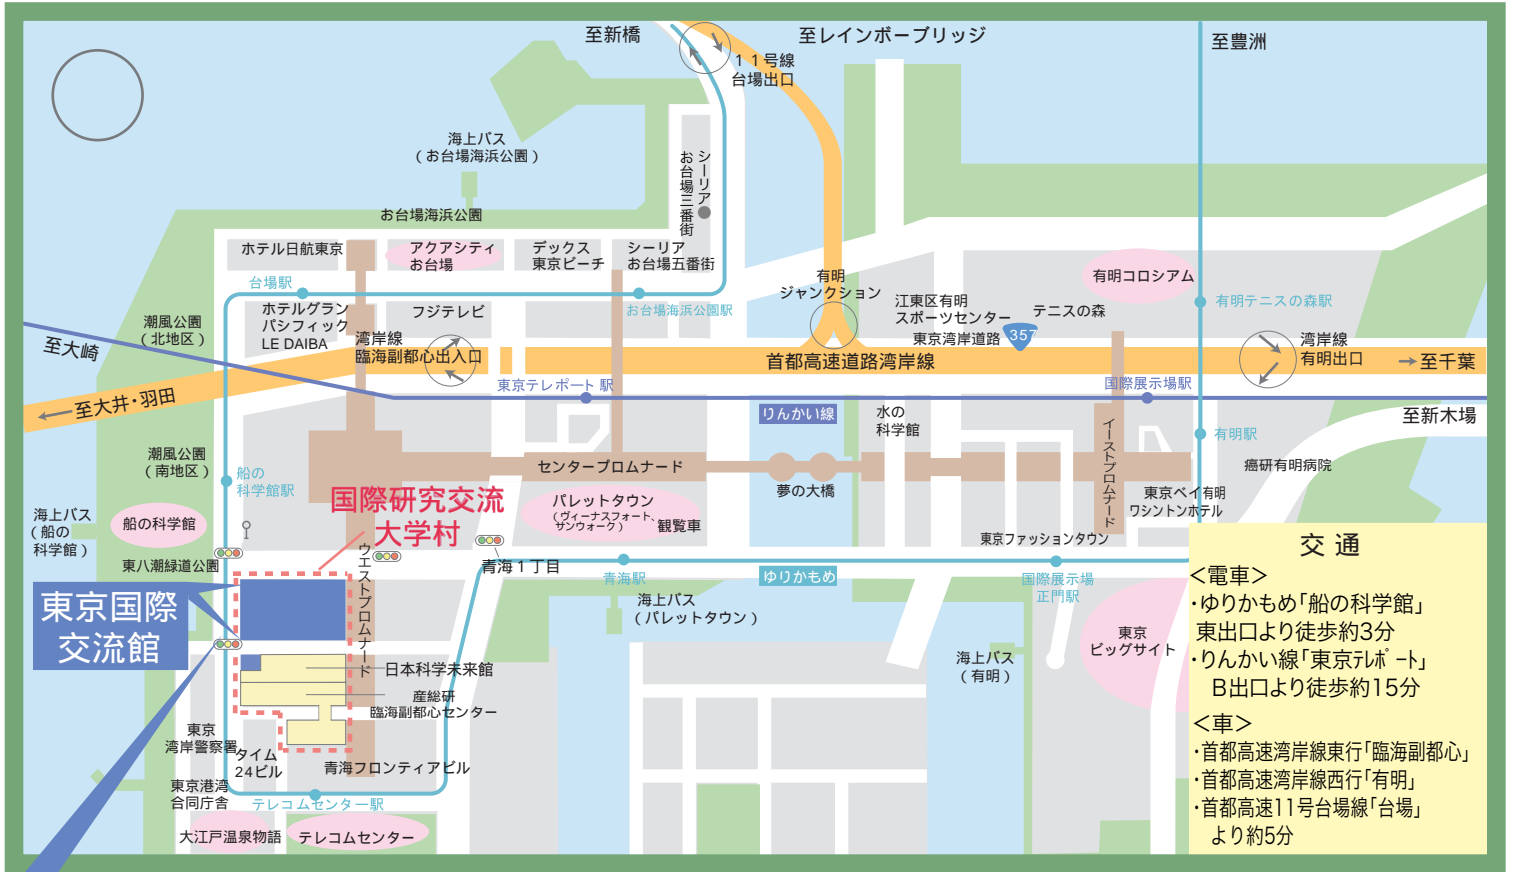 至新橋
至レインボーブリッジ
至豊洲
11号線
台場出口
海上バス
(お台場海浜公園)
シーリア
お台場三番街
お台場海浜公園
ホテル日航東京
アクアシティ
お台場
デックス
東京ビーチ
シーリア
お台場五番街
有明
ジャンクション
有明コロシアム
台場駅
お台場海浜公園駅
江東区有明
スポーツセンター
テニスの森
有明テニスの森駅
潮風公園
(北地区)
ホテルグラン
パシフィック
LE DAIBA
フジテレビ
湾岸線
臨海副都心出入口
東京湾岸道路
357
湾岸線
有明出口
至大崎
首都高速道路湾岸線
至千葉
至大井・羽田
東京テレポート駅
国際展示場駅
りんかい線
水の
科学館
至新木場
イーストプロムナード
有明駅
潮風公園
(南地区)
船の
科学館駅
センタープロムナード
夢の大橋
癌研有明病院
東京ベイ有明
ワシントンホテル
国際研究交流
大学村
パレットタウン
(ヴィーナスフォート、
サンウォーク)
観覧車
海上バス
(船の
科学館)
船の科学館
東京ファッションタウン
東八潮緑道公園
ウエストプロムナード
青海1丁目
青海駅
ゆりかもめ
国際展示場
正門駅
東京国際
交流館
海上バス
(パレットタウン)
海上バス
(有明)
東京
ビッグサイト
日本科学未来館
産総研
臨海副都心センター
東京
湾岸警察署
タイム
24ビル
青海フロンティアビル
東京港湾
合同庁舎
テレコムセンター駅
大江戸温泉物語
テレコムセンター
交通
<電車>
・ゆりかもめ「船の科学館」
東出口より徒歩約3分
・りんかい線「東京テレポート」
B出口より徒歩約15分
<車>
・首都高速湾岸線東行「臨海副都心」
・首都高速湾岸線西行「有明」
・首都高速11号台場線「台場」
より約5分